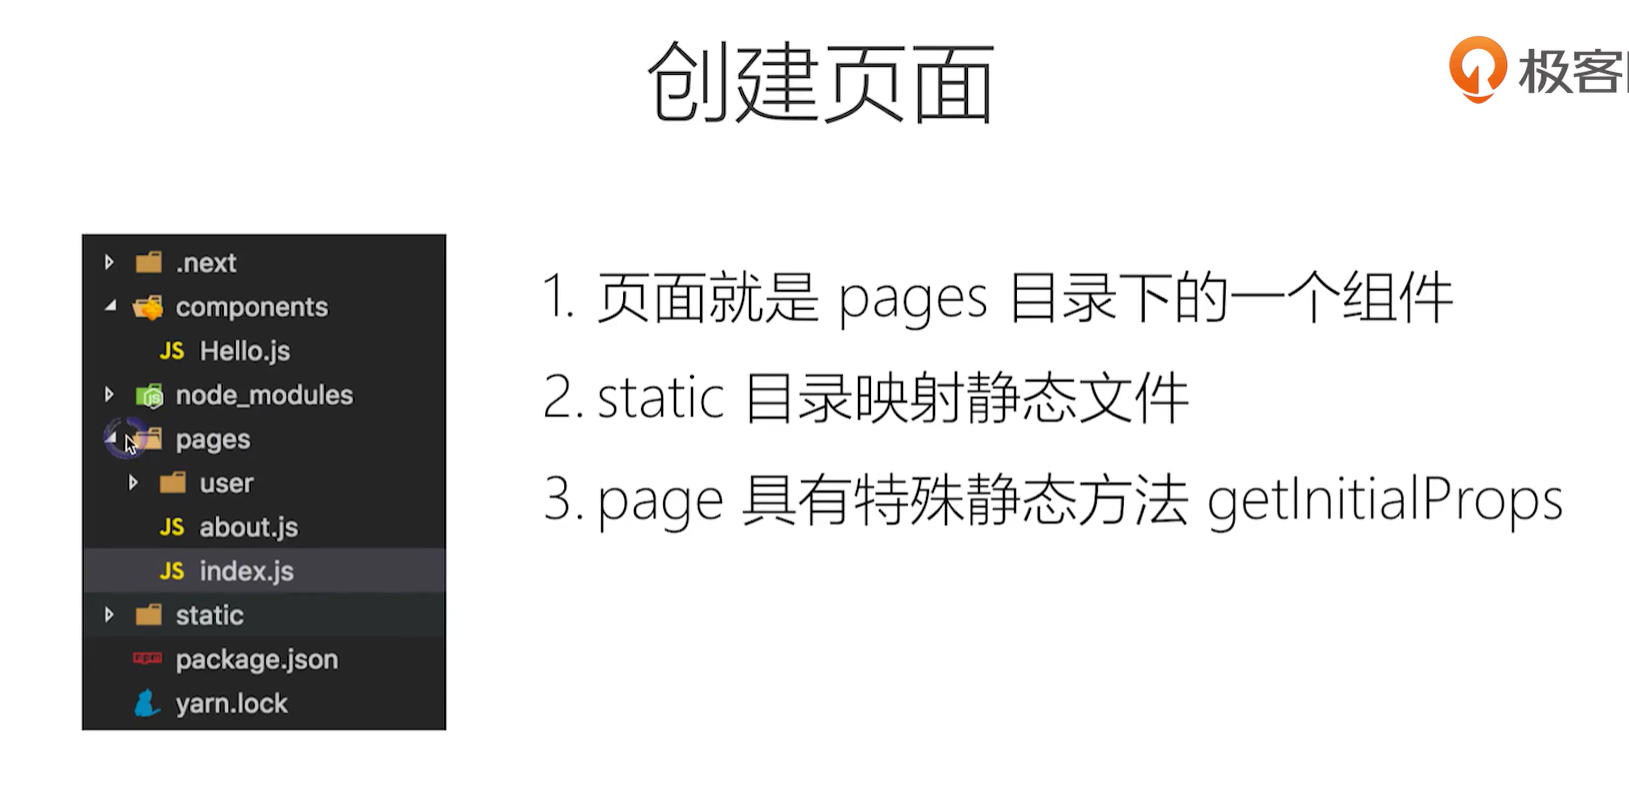 创建页面
极客
.next
components
JS Hello.js
node_modules
pages
user
JS about.js
JS index.js
static
npm package.json
yarn.lock
1. 页面就是 pages 目录下的一个组件
2. static 目录映射静态文件
3. page 具有特殊静态方法 getInitialProps